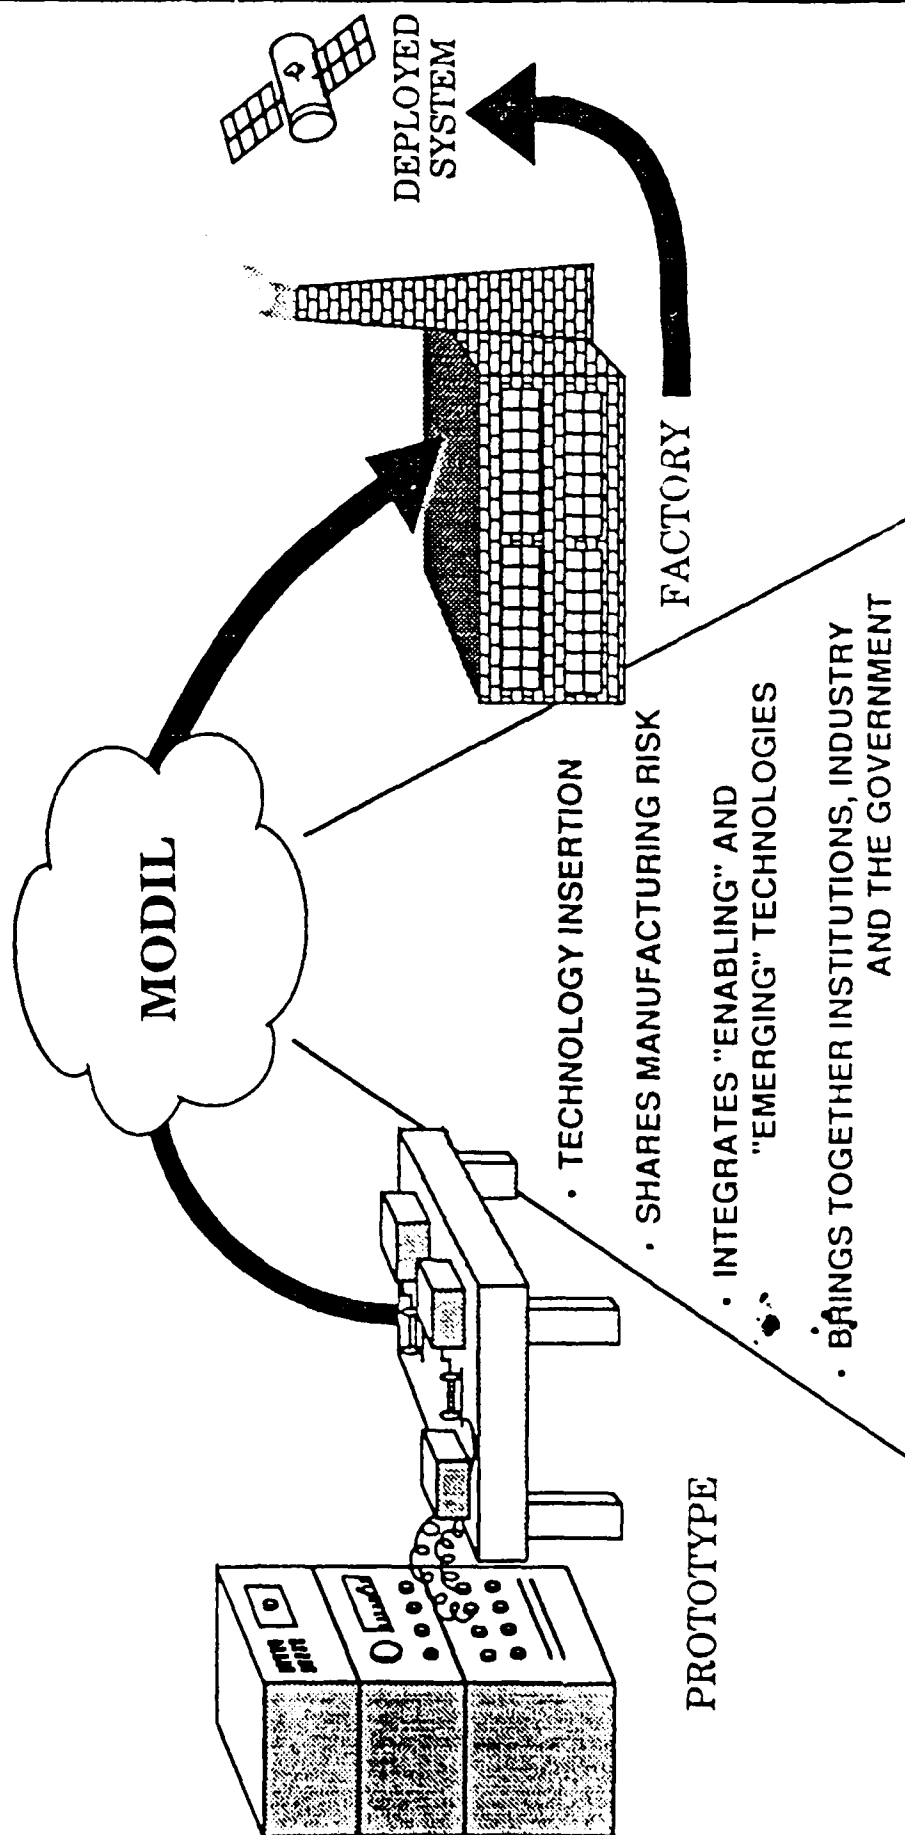 MODIL
DEPLOYED
SYSTEM
FACTORY
PROTOTYPE
• TECHNOLOGY INSERTION
• SHARES MANUFACTURING RISK
• INTEGRATES "ENABLING" AND
"EMERGING" TECHNOLOGIES
• BRINGS TOGETHER INSTITUTIONS, INDUSTRY
AND THE GOVERNMENT